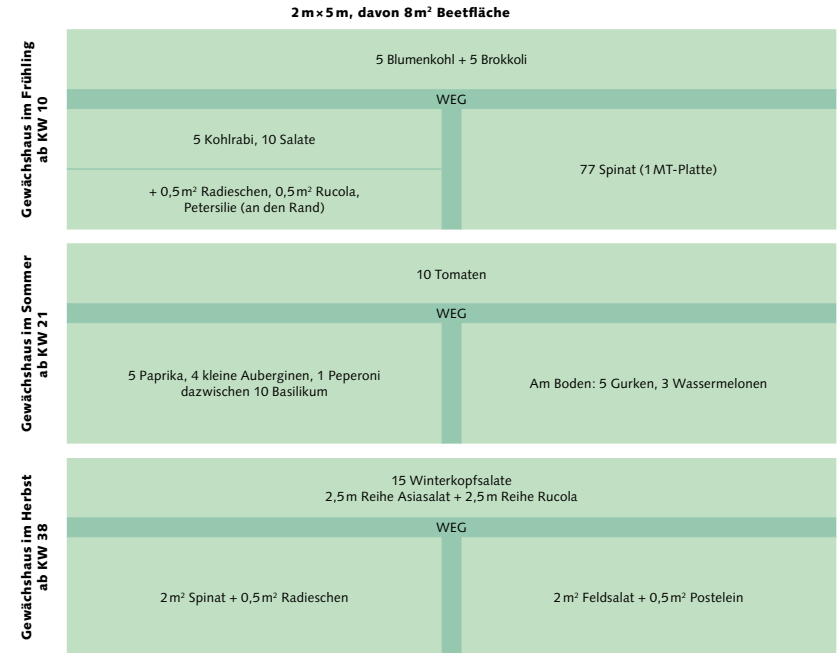 2 m × 5 m, davon 8 m² Beetfläche
Gewächshaus im Frühling
ab KW 10
5 Blumenkohl + 5 Brokkoli
WEG
5 Kohlrabi, 10 Salate
+ 0,5 m² Radieschen, 0,5 m² Rucola,
Petersilie (an den Rand)
77 Spinat (1 MT-Platte)
Gewächshaus im Sommer
ab KW 21
10 Tomaten
WEG
5 Paprika, 4 kleine Auberginen, 1 Peperoni
dazwischen 10 Basilikum
Am Boden: 5 Gurken, 3 Wassermelonen
Gewächshaus im Herbst
ab KW 38
15 Winterkopfsalate
2,5 m Reihe Asiasalat + 2,5 m Reihe Rucola
WEG
2 m² Spinat + 0,5 m² Radieschen
2 m² Feldsalat + 0,5 m² Postelein